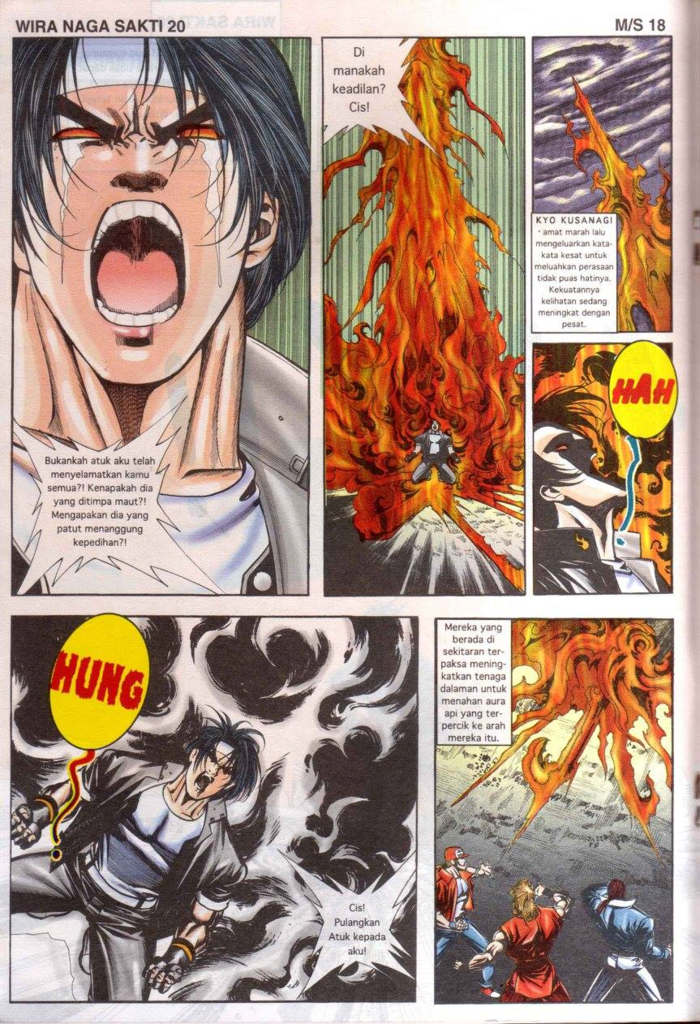 WIRA NAGA SAKTI 20
M/S 18
Bukankah atuk aku telah
menyelamatkan kamu
semua?! Kenapakah dia
yang ditimpa maut?!
Mengapakan dia yang
patut menanggung
kepedihan?!
Di
manakah
keadilan?
Cis!
KYO KUSANAGI
- amat marah lalu
mengeluarkan kata-
kata kesat untuk
meluahkan perasaan
tidak puas hatinya.
Kekuatannya
kelihatan sedang
meningkat dengan
pesat.
HAH
HUNG
Cis!
Pulangkan
Atuk kepada
aku!
Mereka yang
berada di
sekitaran ter-
paksa mening-
katkan tenaga
dalaman untuk
menahan aura
api yang ter-
percik ke arah
mereka itu.